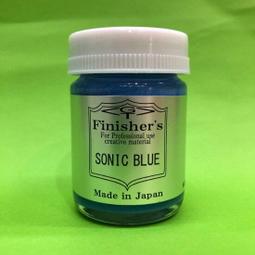 Finisher's
For Professional use
creative material
SONIC BLUE
Made in Japan